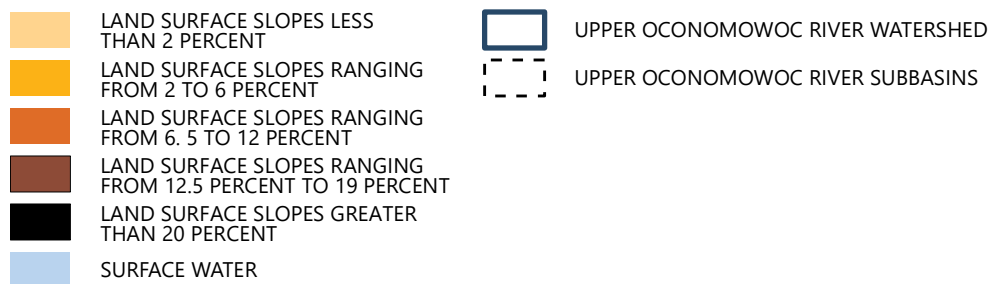 LAND SURFACE SLOPES LESS
THAN 2 PERCENT
LAND SURFACE SLOPES RANGING
FROM 2 TO 6 PERCENT
LAND SURFACE SLOPES RANGING
FROM 6. 5 TO 12 PERCENT
LAND SURFACE SLOPES RANGING
FROM 12.5 PERCENT TO 19 PERCENT
LAND SURFACE SLOPES GREATER
THAN 20 PERCENT
SURFACE WATER
UPPER OCONOMOWOC RIVER WATERSHED
UPPER OCONOMOWOC RIVER SUBBASINS